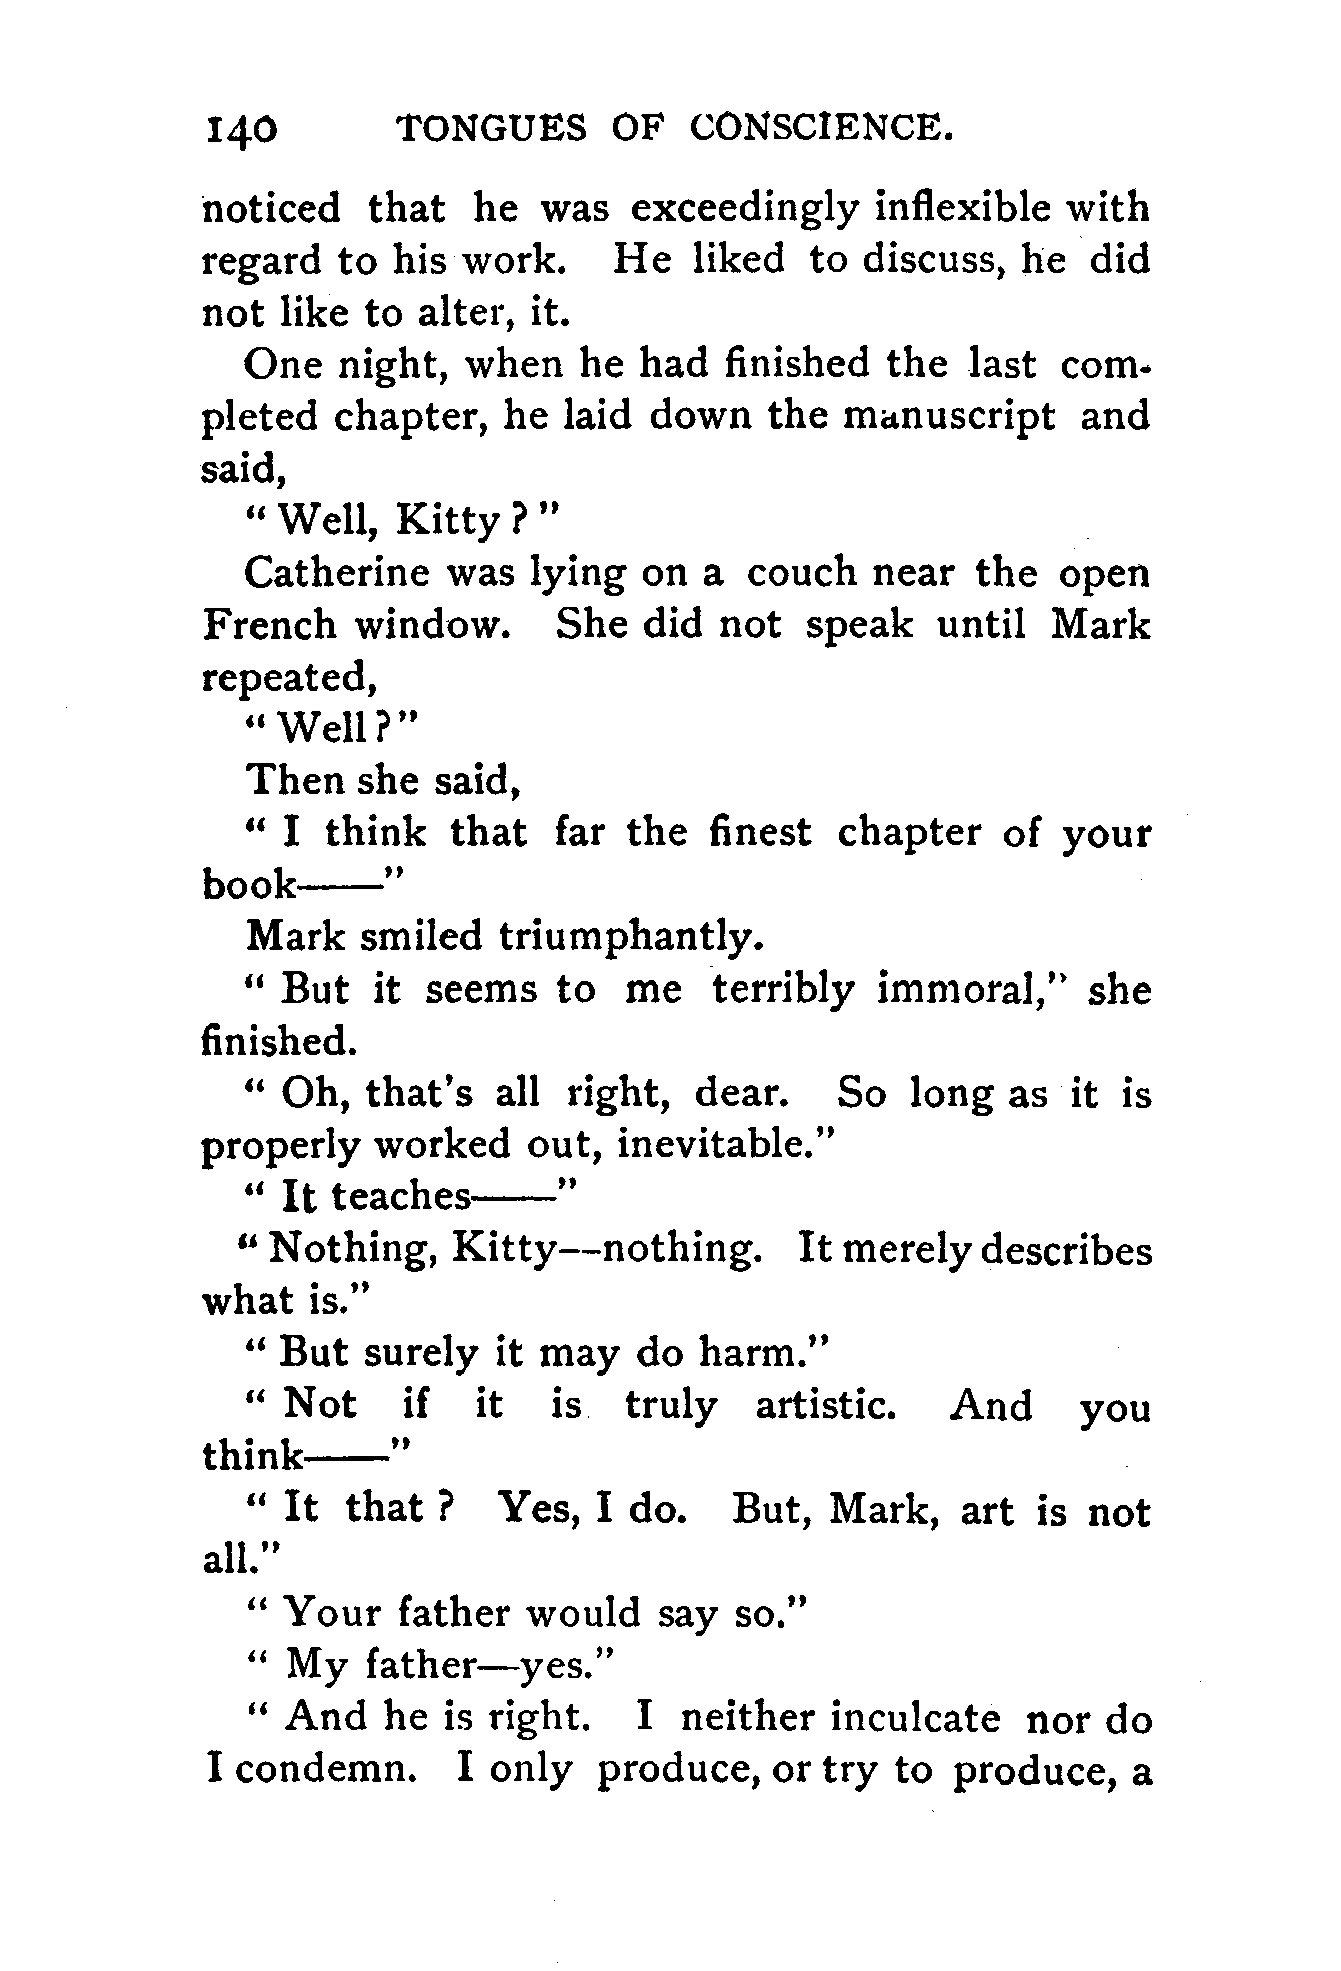 140 TONGUES OF CONSCIENCE.
noticed that he was exceedingly inflexible with
regard to his work. He liked to discuss, he did
not like to alter, it.
One night, when he had finished the last com-
pleted chapter, he laid down the manuscript and
said,
" Well, Kitty ? "
Catherine was lying on a couch near the open
French window. She did not speak until Mark
repeated,
" Well ? "
Then she said,
" I think that far the finest chapter of your
book——"
Mark smiled triumphantly.
" But it seems to me terribly immoral," she
finished.
" Oh, that's all right, dear. So long as it is
properly worked out, inevitable."
" It teaches——"
" Nothing, Kitty—nothing. It merely describes
what is."
" But surely it may do harm."
" Not if it is truly artistic. And you
think——"
" It that ? Yes, I do. But, Mark, art is not
all."
" Your father would say so."
" My father—yes."
" And he is right. I neither inculcate nor do
I condemn. I only produce, or try to produce, a